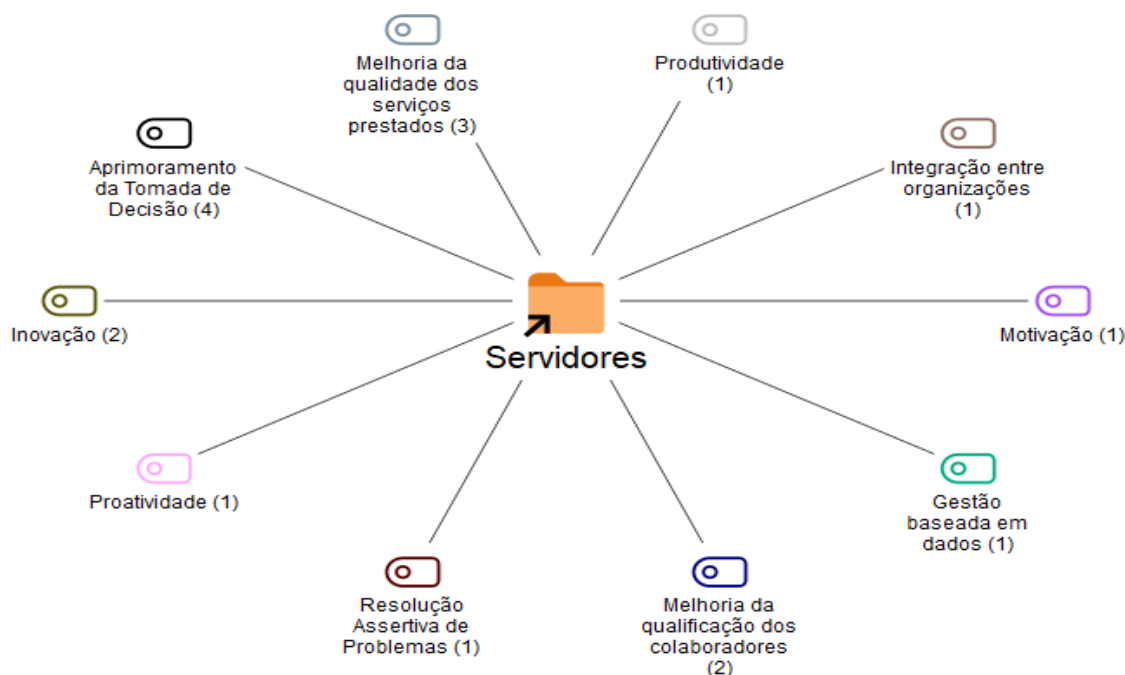 Melhoria da
qualidade dos
serviços
prestados (3)
Produtividade
(1)
Aprimoramento
da Tomada de
Decisão (4)
Integração entre
organizações
(1)
Inovação (2)
Servidores
Motivação (1)
Proatividade (1)
Gestão
baseada em
dados (1)
Resolução
Assertiva de
Problemas (1)
Melhoria da
qualificação dos
colaboradores
(2)